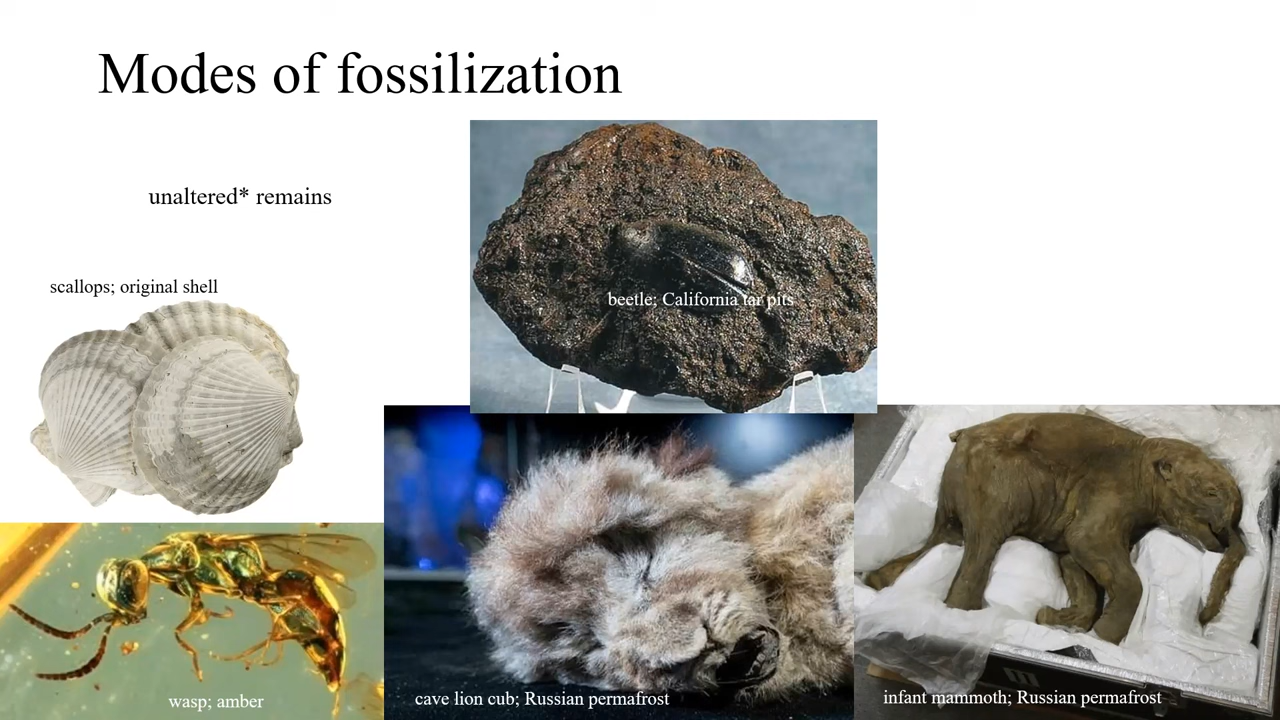 Modes of fossilization
unaltered* remains
scallops; original shell
beetle; California tar pits
wasp; amber
cave lion cub; Russian permafrost
infant mammoth; Russian permafrost